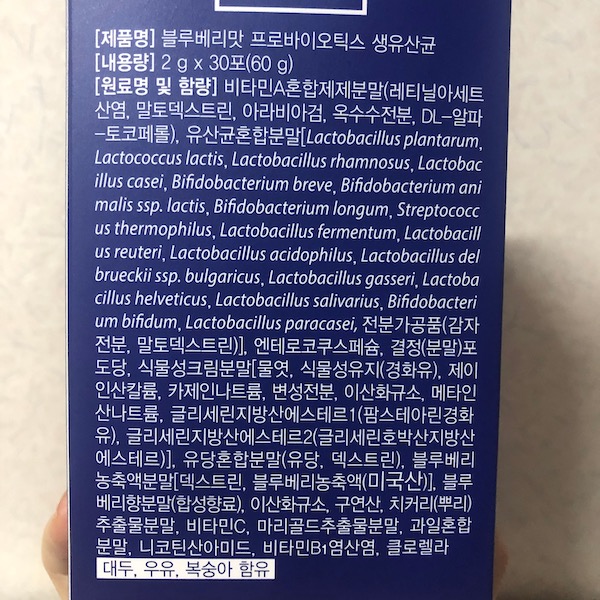 [제품명] 블루베리맛 프로바이오틱스 생유산균
[내용량] 2 g x 30포(60 g)
[원료명 및 함량] 비타민A혼합제제분말(레티닐아세트
산염, 말토덱스트린, 아라비아검, 옥수수전분, DL-알파
-토코페롤), 유산균혼합분말[Lactobacillus plantarum,
Lactococcus lactis, Lactobacillus rhamnosus, Lactobac
illus casei, Bifidobacterium breve, Bifidobacterium ani
malis ssp. lactis, Bifidobacterium longum, Streptococc
us thermophilus, Lactobacillus fermentum, Lactobacill
us reuteri, Lactobacillus acidophilus, Lactobacillus del
brueckii ssp. bulgaricus, Lactobacillus gasseri, Lactoba
cillus helveticus, Lactobacillus salivarius, Bifidobacteri
um bifidum, Lactobacillus paracasei, 전분가공품(감자
전분, 말토덱스트린)], 엔테로코쿠스페슘, 결정(분말)포
도당, 식물성크림분말[물엿, 식물성유지(경화유), 제이
인산칼륨, 카제인나트륨, 변성전분, 이산화규소, 메타인
산나트륨, 글리세린지방산에스테르1(팜스테아린경화
유), 글리세린지방산에스테르2(글리세린호박산지방산
에스테르)], 유당혼합분말(유당, 덱스트린), 블루베리
농축액분말[덱스트린, 블루베리농축액(미국산)], 블루
베리향분말(합성향료), 이산화규소, 구연산, 치커리(뿌리)
추출물분말, 비타민C, 마리골드추출물분말, 과일혼합
분말, 니코틴산아미드, 비타민B1염산염, 클로렐라
대두, 우유, 복숭아 함유